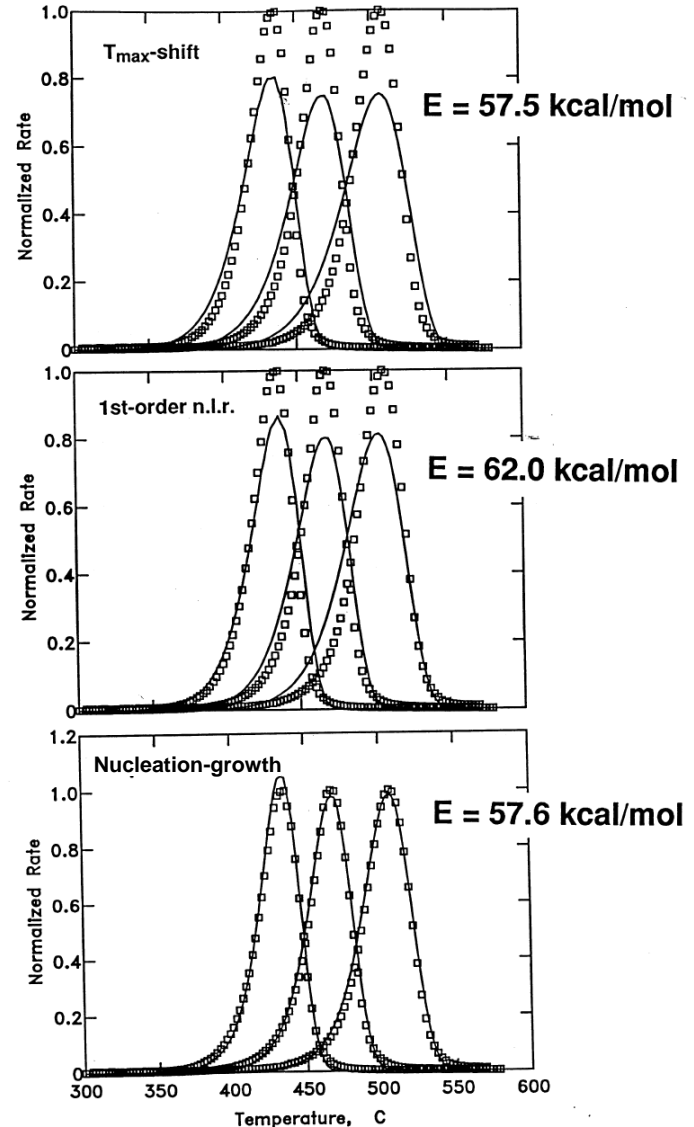 1.0
T_max-shift
0.8
E = 57.5 kcal/mol
0.6
Normalized Rate
0.4
0.2
0
1.0
1st-order n.l.r.
0.8
E = 62.0 kcal/mol
0.6
Normalized Rate
0.4
0.2
0
1.2
Nucleation-growth
1.0
E = 57.6 kcal/mol
0.8
Normalized Rate
0.6
0.4
0.2
0
300 350 400 450 500 550 600
Temperature, C